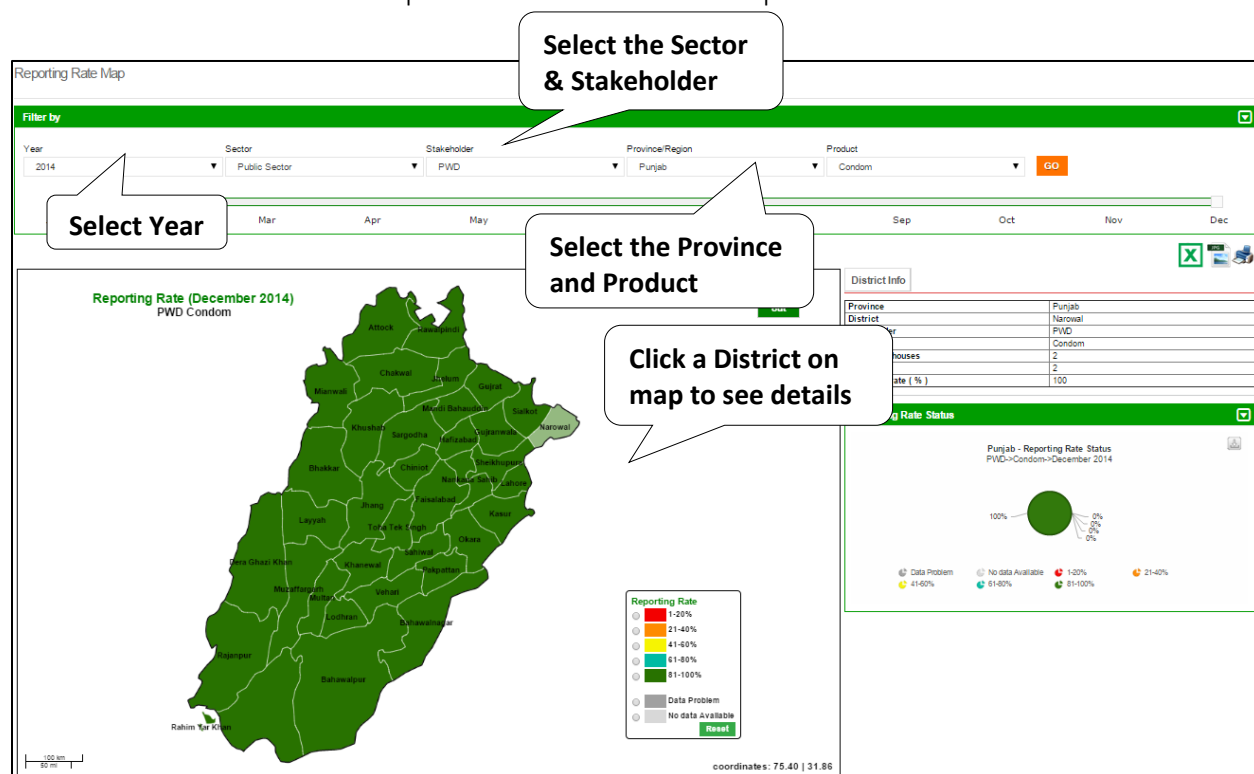 Select the Sector
& Stakeholder
Reporting Rate Map
Filter by
Year Sector Stakeholder Province/Region Product
2014 Public Sector PWD Punjab Condom GO
Select Year
Mar Apr May Sep Oct Nov Dec
Select the Province
and Product
Reporting Rate (December 2014)
PWD Condom
Click a District on
map to see details
Attock
Rawalpindi
Chakwal
Jhelum
Gujrat
Mianwali
Mandi Bahauddin
Sialkot
Narowal
Khushab
Sargodha
Hafizabad
Gujranwala
Bhakkar
Chiniot
Sheikhupura
Nankana Sahib
Lahore
Jhang
Faisalabad
Kasur
Layyah
Toba Tek Singh
Okara
Sahiwal
Dera Ghazi Khan
Khanewal
Pakpattan
Muzaffargarh
Multan
Vehari
Lodhran
Bahawalnagar
Rajanpur
Bahawalpur
Rahim Yar Khan
100 km
50 mi
Reporting Rate
1-20%
21-40%
41-60%
61-80%
81-100%
Data Problem
No data Available
Reset
coordinates: 75.40 | 31.86
JPG
District Info
Province Punjab
District Narowal
PWD
Condom
houses 2
2
ate ( % ) 100
g Rate Status
Punjab - Reporting Rate Status
PWD->Condom->December 2014
100% 0%
0%
0%
0%
Data Problem No data Available 1-20% 21-40%
41-60% 61-80% 81-100%